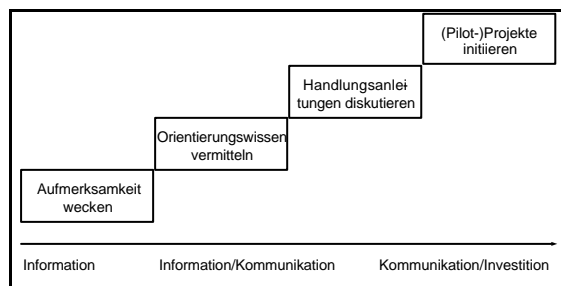 (Pilot-)Projekte
initiieren
Handlungsanlei-
tungen diskutieren
Orientierungswissen
vermitteln
Aufmerksamkeit
wecken
Information
Information/Kommunikation
Kommunikation/Investition